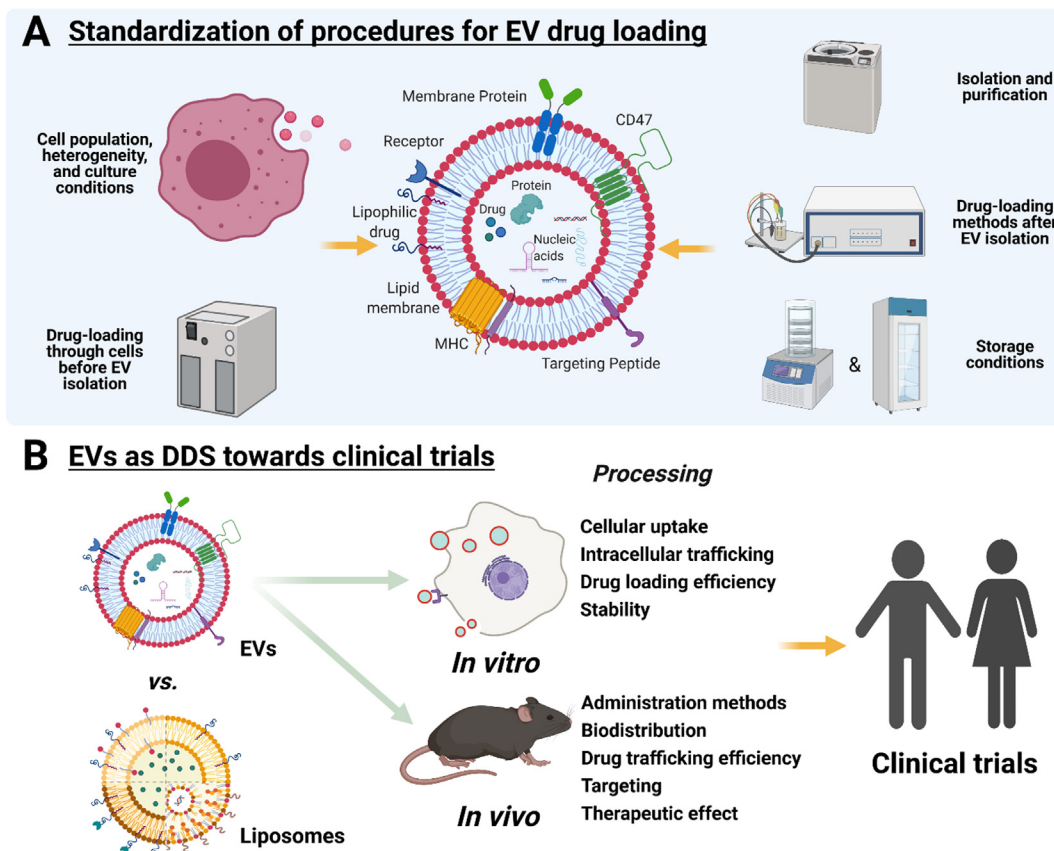 A Standardization of procedures for EV drug loading
Cell population,
heterogeneity,
and culture
conditions
Drug-loading
through cells
before EV
isolation
Membrane Protein
CD47
Receptor
Protein
Drug
Lipophilic
drug
Nucleic
acids
Lipid
membrane
MHC
Targeting Peptide
Isolation and
purification
Drug-loading
methods after
EV isolation
&
Storage
conditions
B EVs as DDS towards clinical trials
EVs
vs.
Liposomes
Processing
Cellular uptake
Intracellular trafficking
Drug loading efficiency
Stability
In vitro
Administration methods
Biodistribution
Drug trafficking efficiency
Targeting
Therapeutic effect
In vivo
Clinical trials